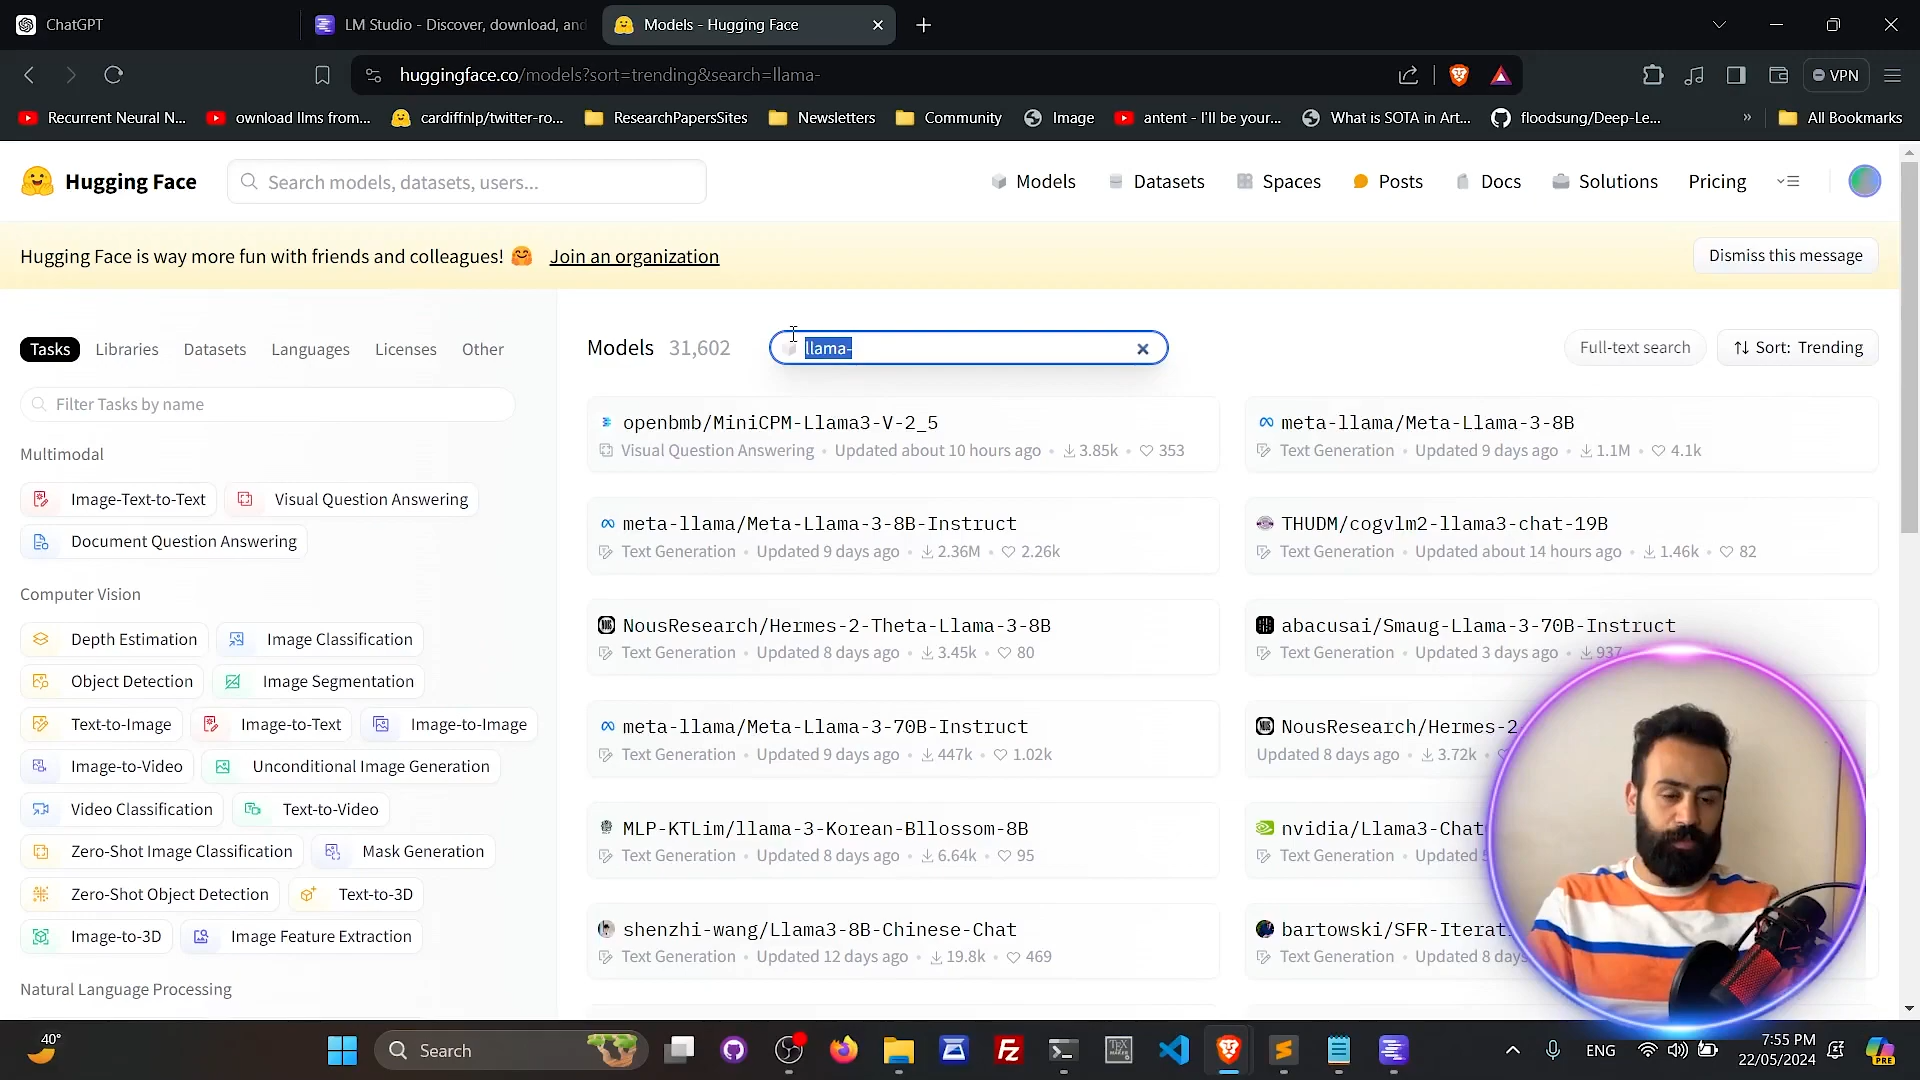 ChatGPT
LM Studio - Discover, download, and
Models - Hugging Face
huggingface.co/models?sort=trending&search=llama-
VPN
Recurrent Neural N...
ownload llms from...
cardiffnlp/twitter-ro...
ResearchPapersSites
Newsletters
Community
Image
antent - I'll be your...
What is SOTA in Art...
floodsung/Deep-Le...
»
All Bookmarks
Hugging Face
Search models, datasets, users...
Models
Datasets
Spaces
Posts
Docs
Solutions
Pricing
Hugging Face is way more fun with friends and colleagues! 🤗 Join an organization
Dismiss this message
Tasks
Libraries
Datasets
Languages
Licenses
Other
Filter Tasks by name
Multimodal
Image-Text-to-Text
Visual Question Answering
Document Question Answering
Computer Vision
Depth Estimation
Image Classification
Object Detection
Image Segmentation
Text-to-Image
Image-to-Text
Image-to-Image
Image-to-Video
Unconditional Image Generation
Video Classification
Text-to-Video
Zero-Shot Image Classification
Mask Generation
Zero-Shot Object Detection
Text-to-3D
Image-to-3D
Image Feature Extraction
Natural Language Processing
Models 31,602
llama-
Full-text search
Sort: Trending
openbmb/MiniCPM-Llama3-V-2_5
Visual Question Answering • Updated about 10 hours ago • 3.85k • 353
meta-llama/Meta-Llama-3-8B
Text Generation • Updated 9 days ago • 1.1M • 4.1k
meta-llama/Meta-Llama-3-8B-Instruct
Text Generation • Updated 9 days ago • 2.36M • 2.26k
THUDM/cogvlm2-llama3-chat-19B
Text Generation • Updated about 14 hours ago • 1.46k • 82
NousResearch/Hermes-2-Theta-Llama-3-8B
Text Generation • Updated 8 days ago • 3.45k • 80
abacusai/Smaug-Llama-3-70B-Instruct
Text Generation • Updated 3 days ago • 937
meta-llama/Meta-Llama-3-70B-Instruct
Text Generation • Updated 9 days ago • 447k • 1.02k
NousResearch/Hermes-2
Updated 8 days ago • 3.72k •
MLP-KTLim/llama-3-Korean-Bllossom-8B
Text Generation • Updated 8 days ago • 6.64k • 95
nvidia/Llama3-Chat
Text Generation • Updated
shenzhi-wang/Llama3-8B-Chinese-Chat
Text Generation • Updated 12 days ago • 19.8k • 469
bartowski/SFR-Iterat
Text Generation • Updated 8 days
40°
Search
ENG
7:55 PM
22/05/2024
PRE